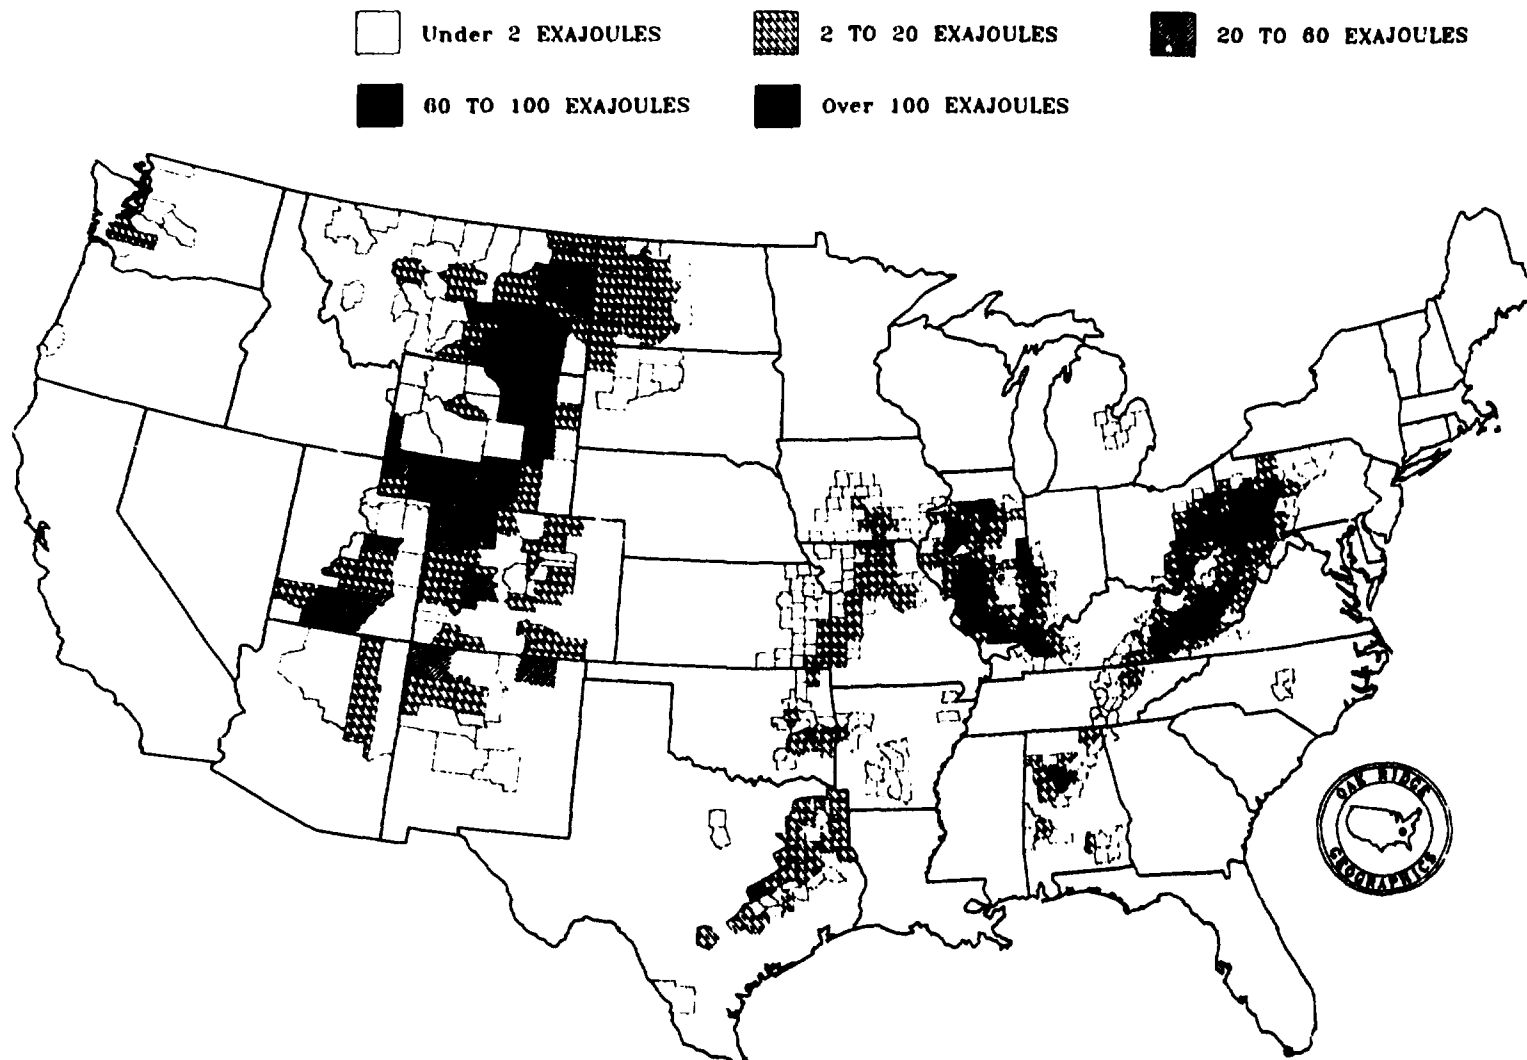 Under 2 EXAJOULES
2 TO 20 EXAJOULES
20 TO 60 EXAJOULES
60 TO 100 EXAJOULES
Over 100 EXAJOULES
OAK RIDGE
GEOGRAPHICS